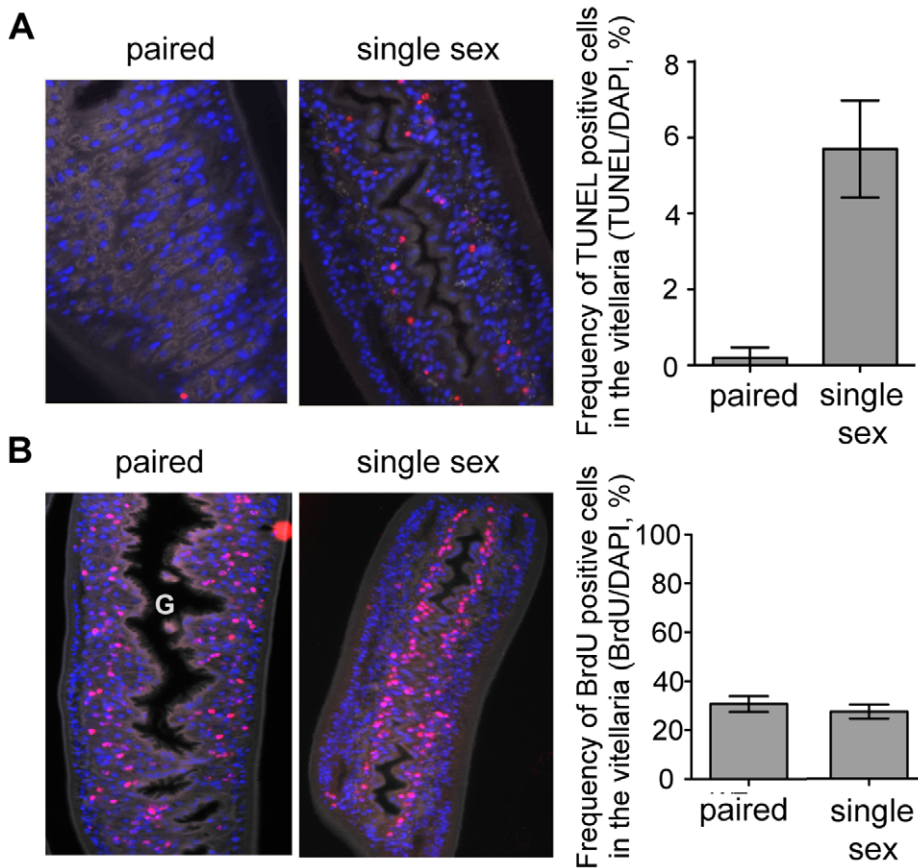 A
paired
single sex
Frequency of TUNEL positive cells
in the vitellaria (TUNEL/DAPI, %)
8
6
4
2
0
paired
single
sex
B
paired
single sex
G
Frequency of BrdU positive cells
in the vitellaria (BrdU/DAPI, %)
100
80
60
40
20
0
paired
single
sex